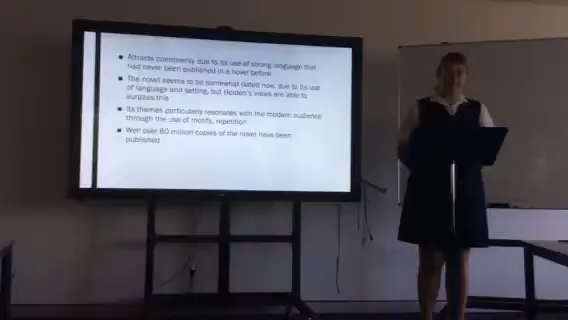 Attracts controversy due to its use of strong language that
had never been published in a novel before
The novel seems to be somewhat dated now, due to its use
of language and setting, but Holden's views are able to
surpass this
Its themes particularly resonates with the modern audience
through the use of motifs, repetition
Well over 60 million copies of the novel have been
published